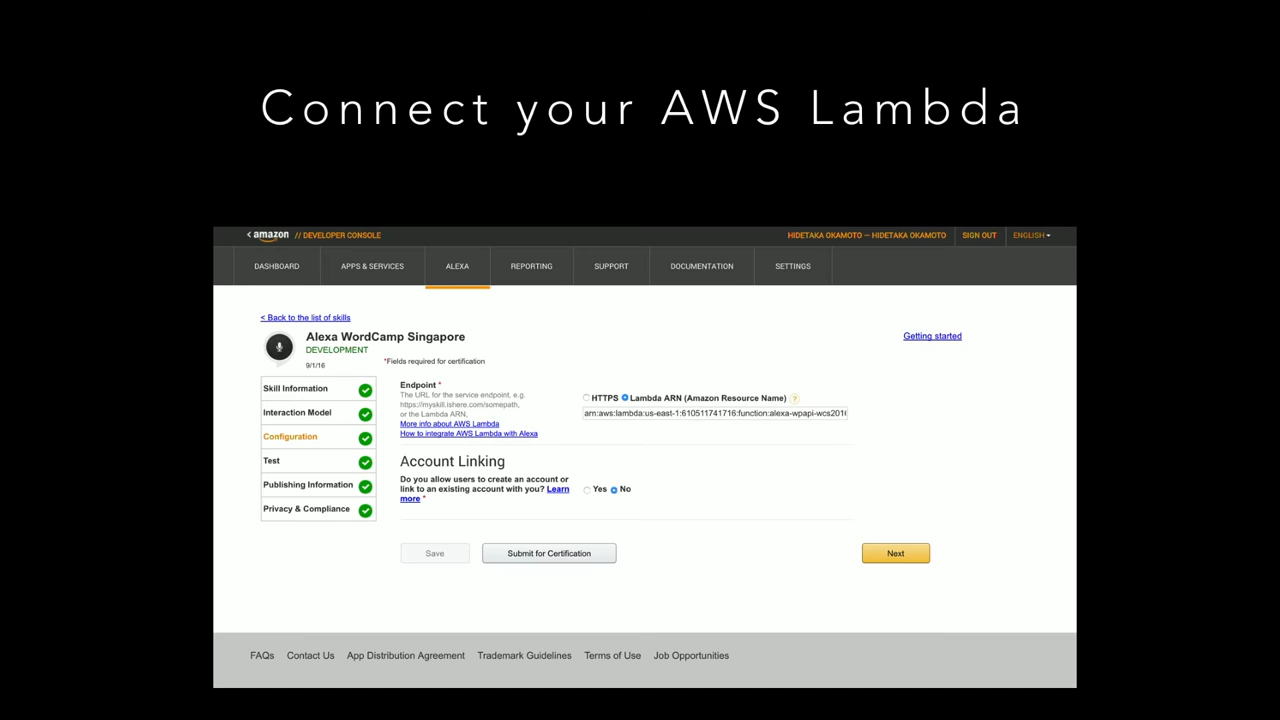 Connect your AWS Lambda
< amazon // DEVELOPER CONSOLE HIDETAKA OKAMOTO — HIDETAKA OKAMOTO SIGN OUT ENGLISH
DASHBOARD APPS & SERVICES ALEXA REPORTING SUPPORT DOCUMENTATION SETTINGS
< Back to the list of skills
Alexa WordCamp Singapore
DEVELOPMENT
9/1/16
*Fields required for certification
Getting started
Skill Information
Interaction Model
Configuration
Test
Publishing Information
Privacy & Compliance
Endpoint *
The URL for the service endpoint, e.g.
https://myskill.ishere.com/somepath,
or the Lambda ARN,
More info about AWS Lambda
How to integrate AWS Lambda with Alexa
HTTPS Lambda ARN (Amazon Resource Name) ?
arn:aws:lambda:us-east-1:610511741716:function:alexa-wpapi-wcs201
Account Linking
Do you allow users to create an account or
link to an existing account with you? Learn
more *
Yes No
Save Submit for Certification Next
FAQs Contact Us App Distribution Agreement Trademark Guidelines Terms of Use Job Opportunities